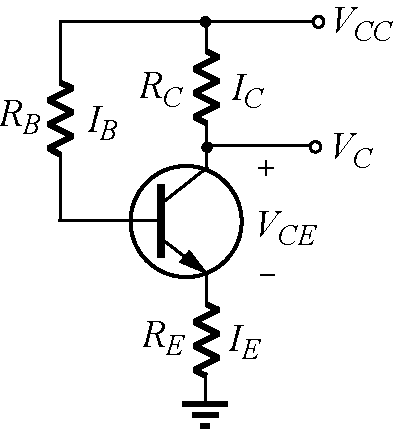 V_CC
R_B I_B R_C I_C
V_C
+
V_CE
−
R_E I_E